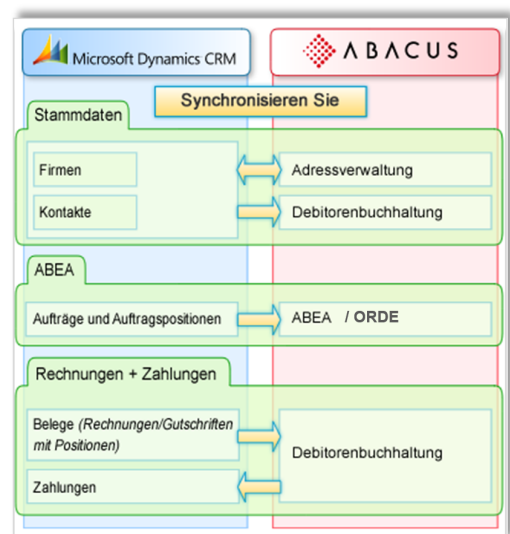 Microsoft Dynamics CRM
ABACUS
Synchronisieren Sie
Stammdaten
Firmen
Adressverwaltung
Kontakte
Debitorenbuchhaltung
ABEA
Aufträge und Auftragspositionen
ABEA / ORDE
Rechnungen + Zahlungen
Belege (Rechnungen/Gutschriften
mit Positionen)
Debitorenbuchhaltung
Zahlungen